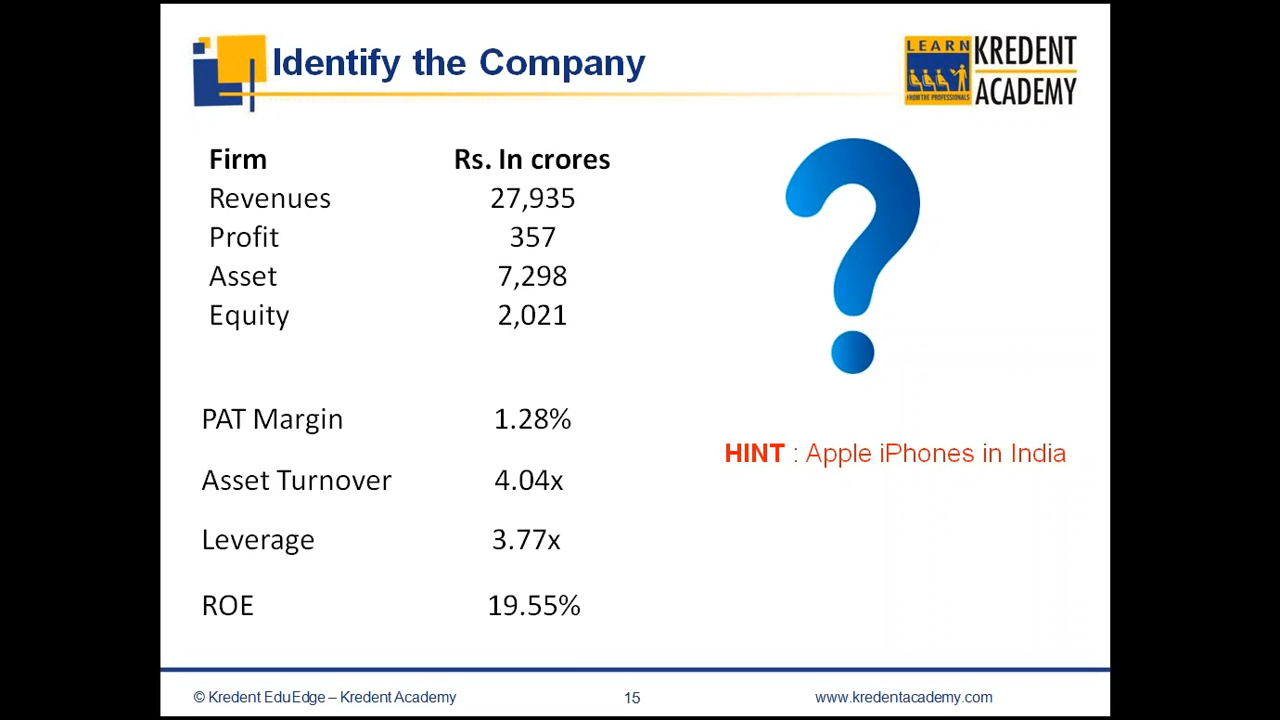 Identify the Company
LEARN
FROM THE PROFESSIONALS
KREDENT
ACADEMY
Firm Rs. In crores
Revenues 27,935
Profit 357
Asset 7,298
Equity 2,021
PAT Margin 1.28%
HINT : Apple iPhones in India
Asset Turnover 4.04x
Leverage 3.77x
ROE 19.55%
© Kredent EduEdge – Kredent Academy 15 www.kredentacademy.com